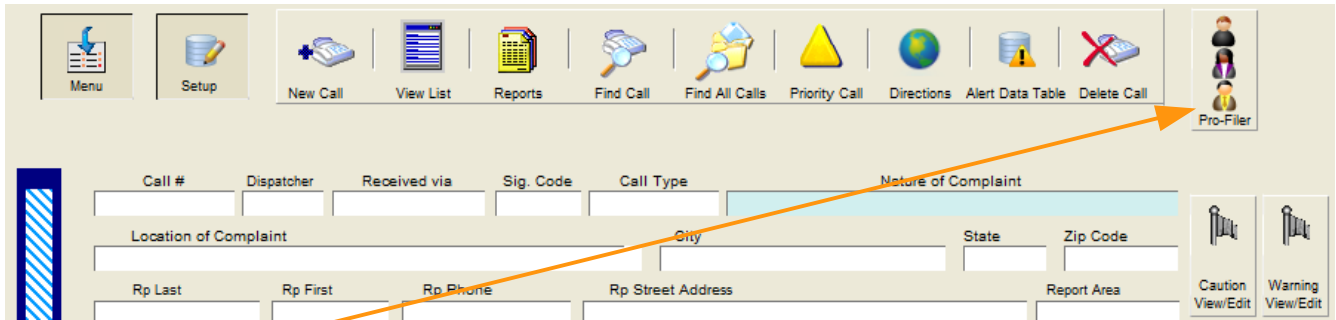 Menu
Setup
New Call
View List
Reports
Find Call
Find All Calls
Priority Call
Directions
Alert Data Table
Delete Call
Pro-Filer
Call #
Dispatcher
Received via
Sig. Code
Call Type
Nature of Complaint
Location of Complaint
City
State
Zip Code
Rp Last
Rp First
Rp Phone
Rp Street Address
Report Area
Caution
View/Edit
Warning
View/Edit